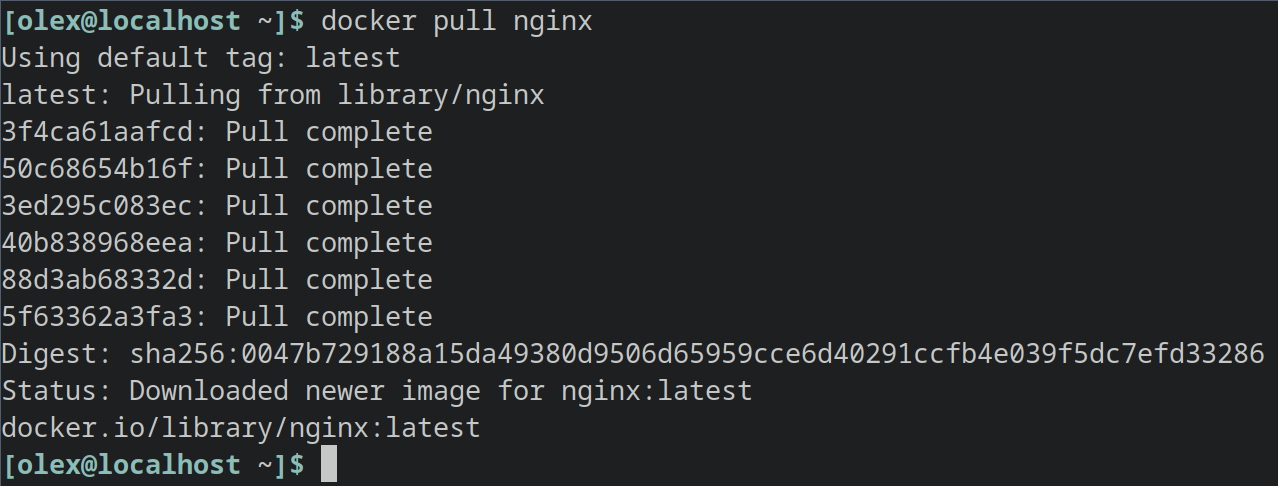 [olex@localhost ~]$ docker pull nginx
Using default tag: latest
latest: Pulling from library/nginx
3f4ca61aafcd: Pull complete
50c68654b16f: Pull complete
3ed295c083ec: Pull complete
40b838968eea: Pull complete
88d3ab68332d: Pull complete
5f63362a3fa3: Pull complete
Digest: sha256:0047b729188a15da49380d9506d65959cce6d40291ccfb4e039f5dc7efd33286
Status: Downloaded newer image for nginx:latest
docker.io/library/nginx:latest
[olex@localhost ~]$